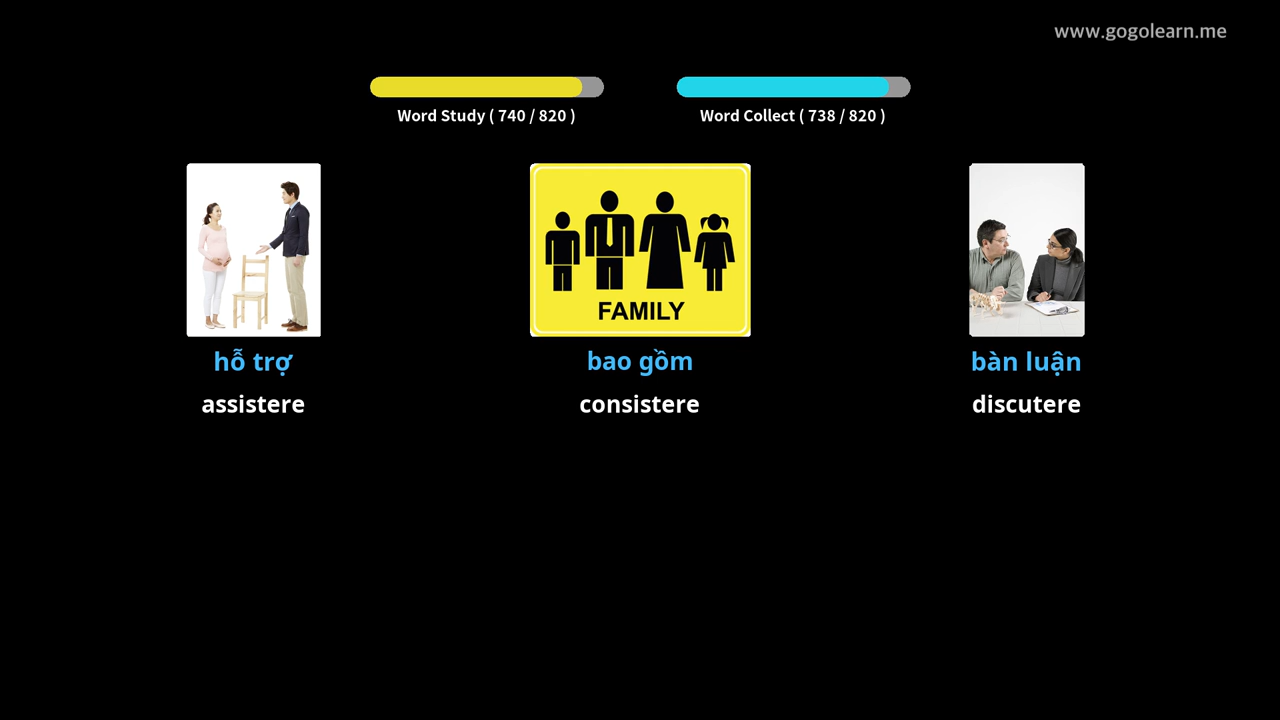 www.gogolearn.me
Word Study ( 740 / 820 )
Word Collect ( 738 / 820 )
FAMILY
hỗ trợ
bao gồm
bàn luận
assistere
consistere
discutere